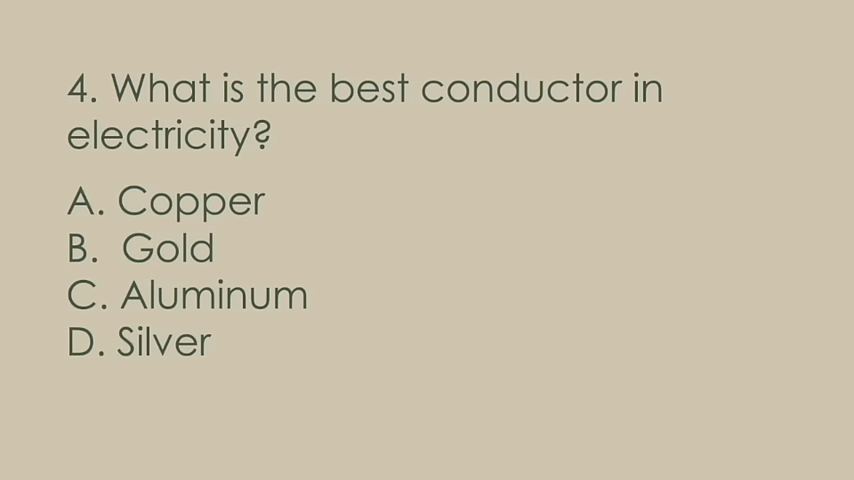 4. What is the best conductor in
electricity?
A. Copper
B. Gold
C. Aluminum
D. Silver